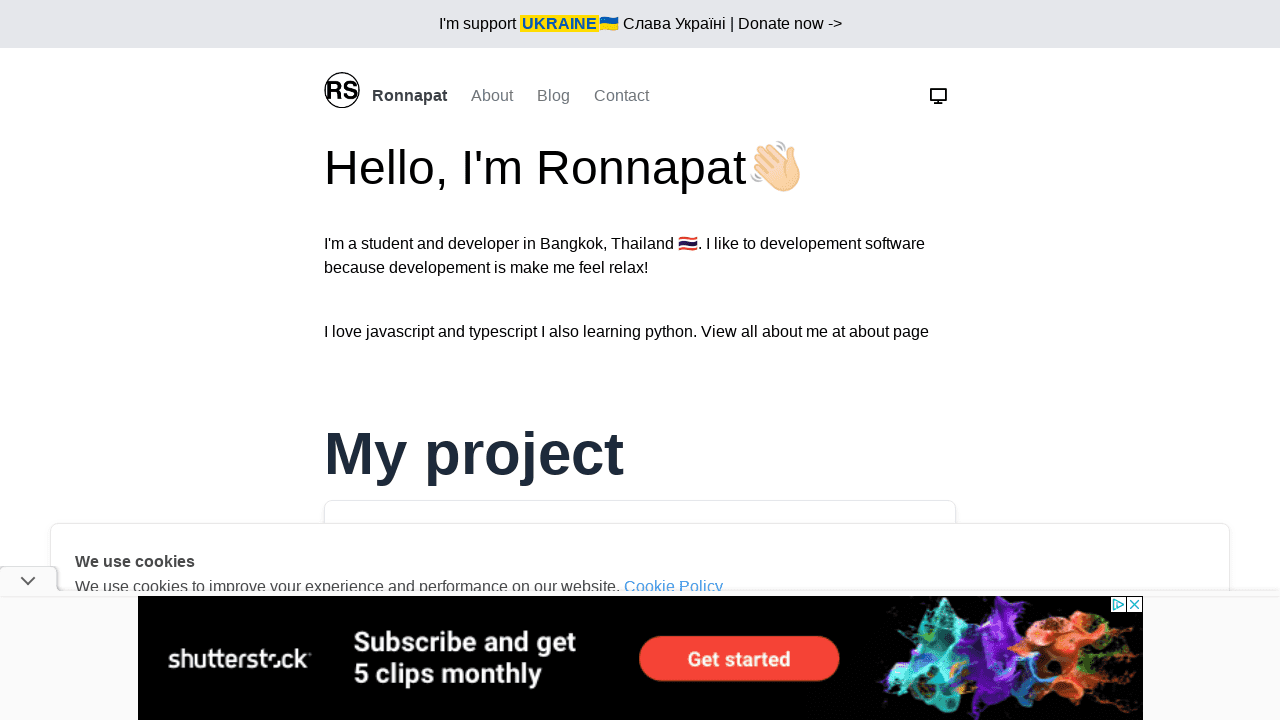 I'm support UKRAINE🇺🇦 Слава Україні | Donate now ->
RS Ronnapat About Blog Contact
Hello, I'm Ronnapat👋🏻
I'm a student and developer in Bangkok, Thailand 🇹🇭. I like to developement software
because developement is make me feel relax!
I love javascript and typescript I also learning python. View all about me at about page
My project
We use cookies
We use cookies to improve your experience and performance on our website. Cookie Policy
shutterstock
Subscribe and get
5 clips monthly
Get started